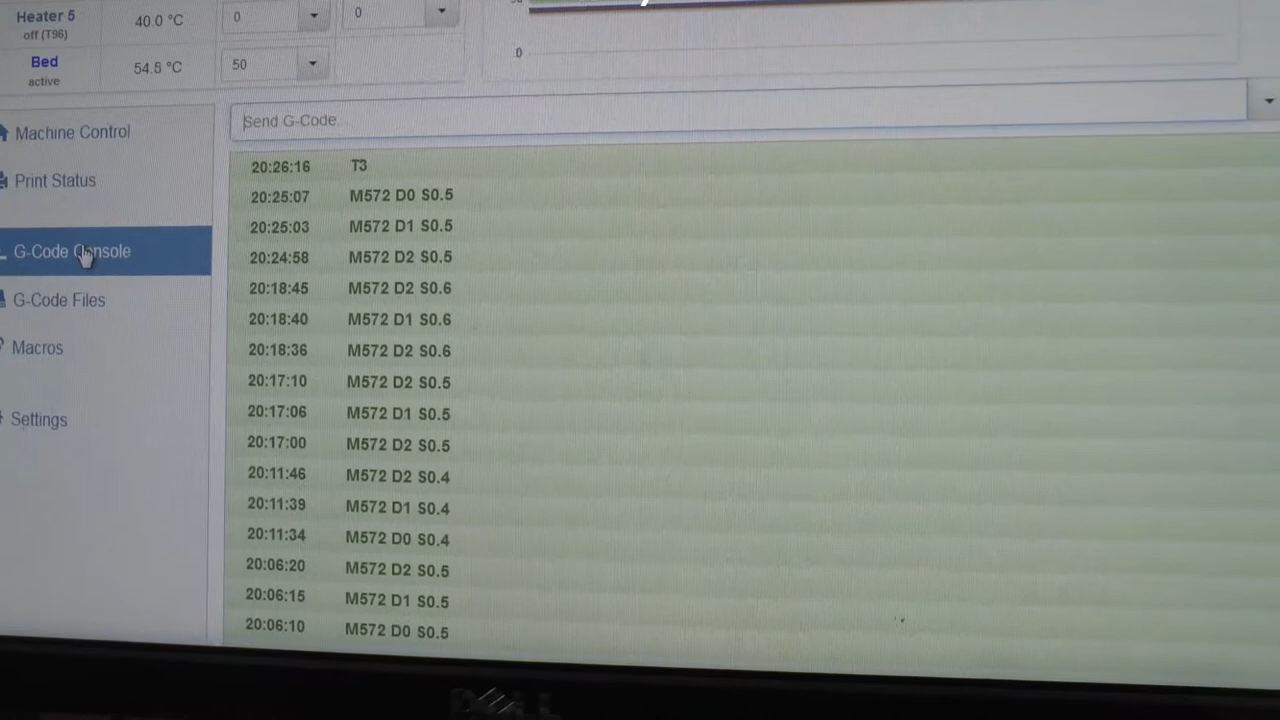 Heater 5 40.0 °C 0 0
off (T96)
0
Bed 54.5 °C 50
active
Machine Control
Send G-Code
Print Status
G-Code Console
G-Code Files
Macros
Settings
20:26:16 T3
20:25:07 M572 D0 S0.5
20:25:03 M572 D1 S0.5
20:24:58 M572 D2 S0.5
20:18:45 M572 D2 S0.6
20:18:40 M572 D1 S0.6
20:18:36 M572 D2 S0.6
20:17:10 M572 D2 S0.5
20:17:06 M572 D1 S0.5
20:17:00 M572 D2 S0.5
20:11:46 M572 D2 S0.4
20:11:39 M572 D1 S0.4
20:11:34 M572 D0 S0.4
20:06:20 M572 D2 S0.5
20:06:15 M572 D1 S0.5
20:06:10 M572 D0 S0.5
DELL